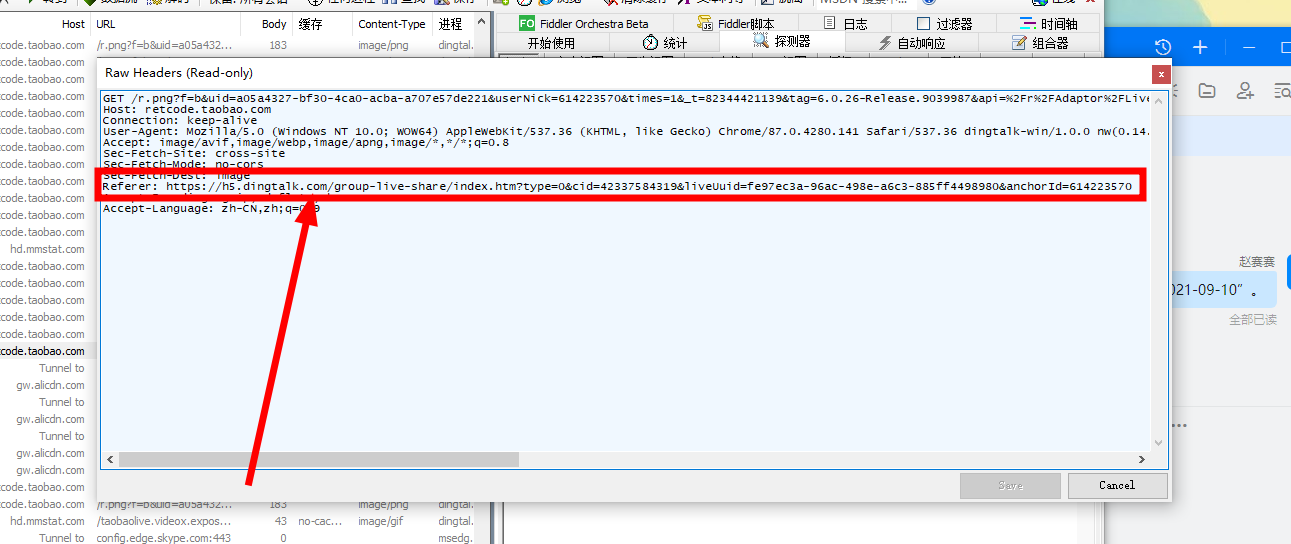 Host URL Body 缓存 Content-Type 进程
FO Fiddler Orchestra Beta Fiddler脚本 日志 过滤器 时间轴
开始使用 统计 探测器 自动响应 组合器
code.taobao.com /r.png?f=b&uid=a05a432... 183 image/png dingtal.
Raw Headers (Read-only)
GET /r.png?f=b&uid=a05a4327-bf30-4ca0-acba-a707e57de221&userNick=614223570&times=1&_t=82344421139&tag=6.0.26-Release.9039987&api=%2Fr%2FAdaptor%2FLive
Host: retcode.taobao.com
Connection: keep-alive
User-Agent: Mozilla/5.0 (Windows NT 10.0; WOW64) AppleWebKit/537.36 (KHTML, like Gecko) Chrome/87.0.4280.141 Safari/537.36 dingtalk-win/1.0.0 nw(0.14.
Accept: image/avif,image/webp,image/apng,image/*,*/*;q=0.8
Sec-Fetch-Site: cross-site
Sec-Fetch-Mode: no-cors
Sec-Fetch-Dest: image
Referer: https://h5.dingtalk.com/group-live-share/index.htm?type=0&cid=42337584319&liveUuid=fe97ec3a-96ac-498e-a6c3-885ff4498980&anchorId=614223570
Accept-Language: zh-CN,zh;q=0.9
code.taobao.com
code.taobao.com
code.taobao.com
code.taobao.com
code.taobao.com
code.taobao.com
code.taobao.com
code.taobao.com
code.taobao.com
code.taobao.com
code.taobao.com
hd.mmstat.com
code.taobao.com
code.taobao.com
code.taobao.com
code.taobao.com
code.taobao.com
code.taobao.com
Tunnel to
gw.alicdn.com
Tunnel to
gw.alicdn.com
Tunnel to
gw.alicdn.com
gw.alicdn.com
code.taobao.com
赵赛赛
021-09-10”。
全部已读
Save Cancel
code.taobao.com /r.png?f=b&uid=a05a432... 183 image/png dingtal.
hd.mmstat.com /taobaolive.videox.expos... 43 no-cac... image/gif dingtal.
Tunnel to config.edge.skype.com:443 0 msedg.